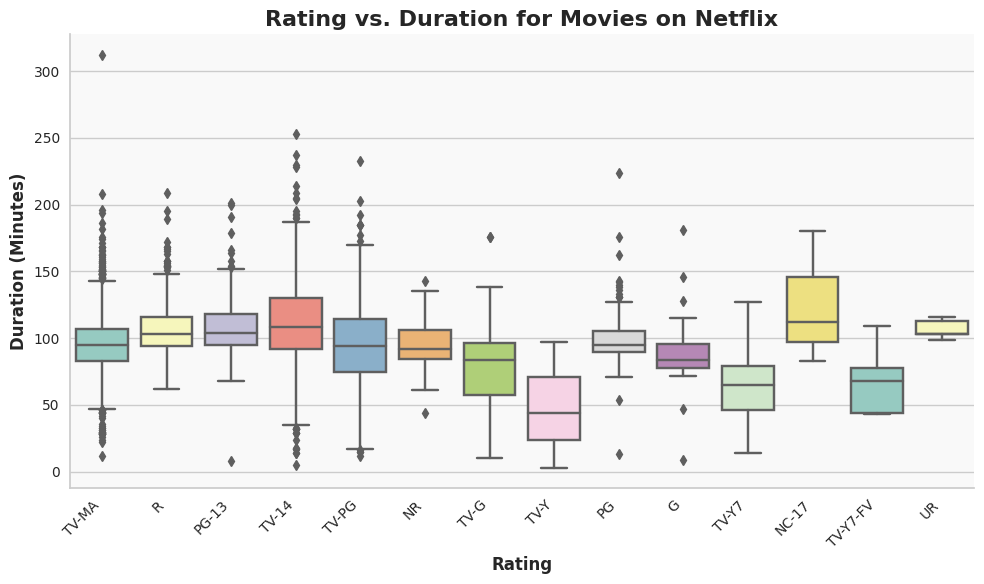 Rating vs. Duration for Movies on Netflix
Duration (Minutes)
300
250
200
150
100
50
0
TV-MA
R
PG-13
TV-14
TV-PG
NR
TV-G
TV-Y
PG
G
TV-Y7
NC-17
TV-Y7-FV
UR
Rating